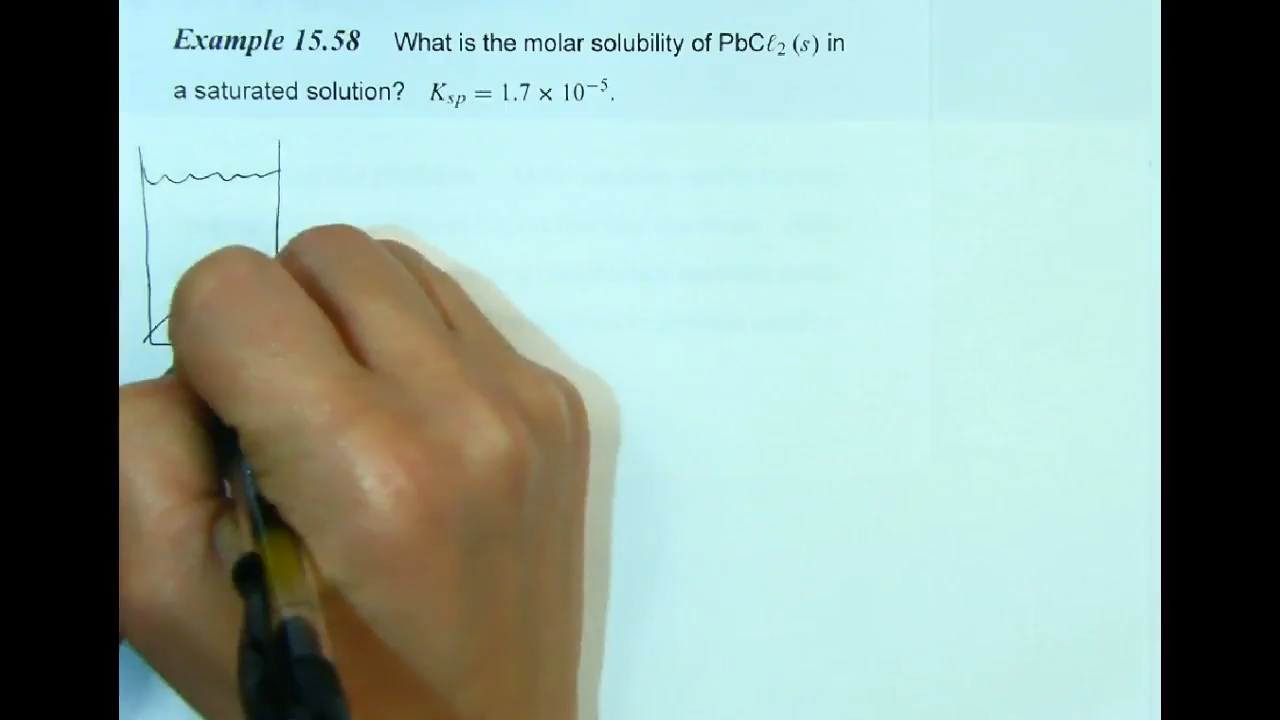 Example 15.58 What is the molar solubility of PbCℓ₂ (s) in
a saturated solution? Kₛₚ = 1.7 × 10⁻⁵.